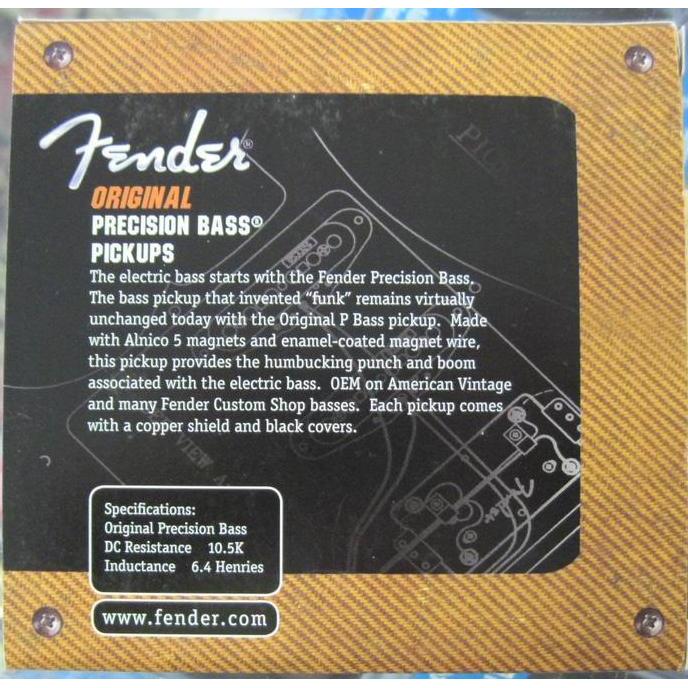 Fender®
ORIGINAL
PRECISION BASS®
PICKUPS
The electric bass starts with the Fender Precision Bass.
The bass pickup that invented “funk” remains virtually
unchanged today with the Original P Bass pickup. Made
with Alnico 5 magnets and enamel-coated magnet wire,
this pickup provides the humbucking punch and boom
associated with the electric bass. OEM on American Vintage
and many Fender Custom Shop basses. Each pickup comes
with a copper shield and black covers.
VIEW A
Fender
Specifications:
Original Precision Bass
DC Resistance 10.5K
Inductance 6.4 Henries
www.fender.com